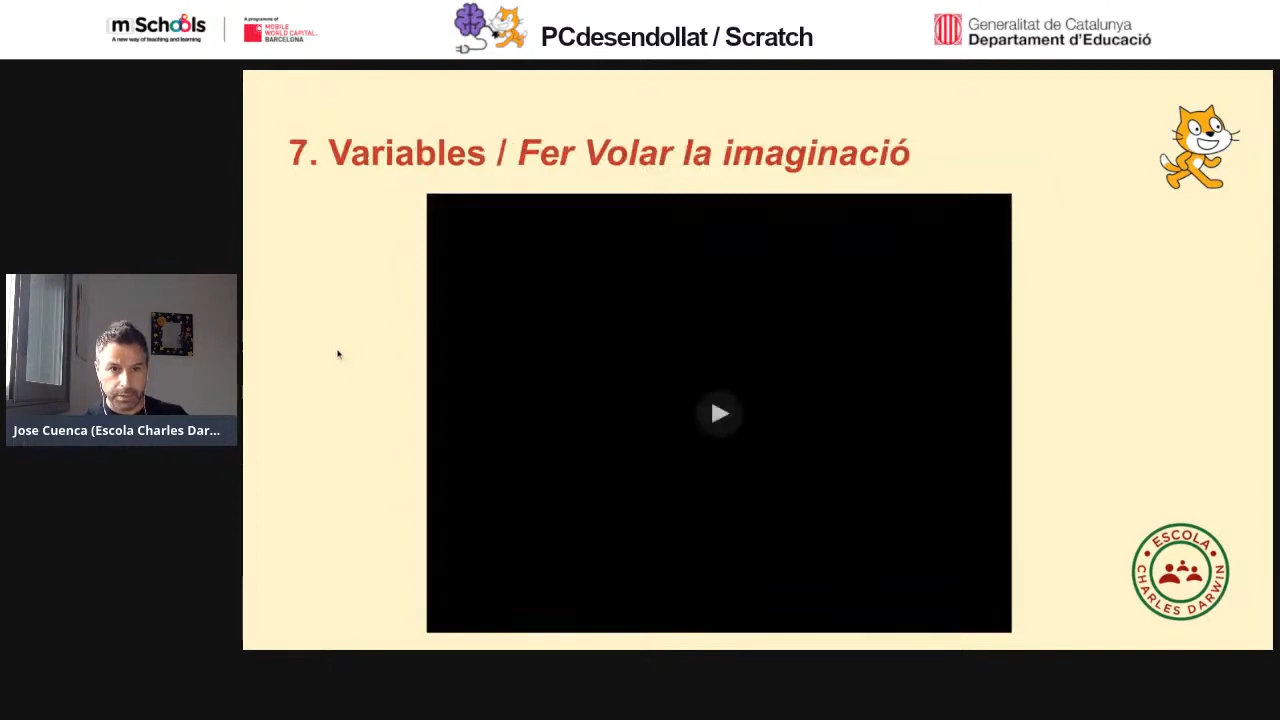 mSchools
A new way of teaching and learning
A programme of
MOBILE
WORLD CAPITAL
BARCELONA
PCdesendollat / Scratch
Generalitat de Catalunya
Departament d'Educació
7. Variables / Fer Volar la imaginació
Jose Cuenca (Escola Charles Dar...
ESCOLA
CHARLES DARWIN